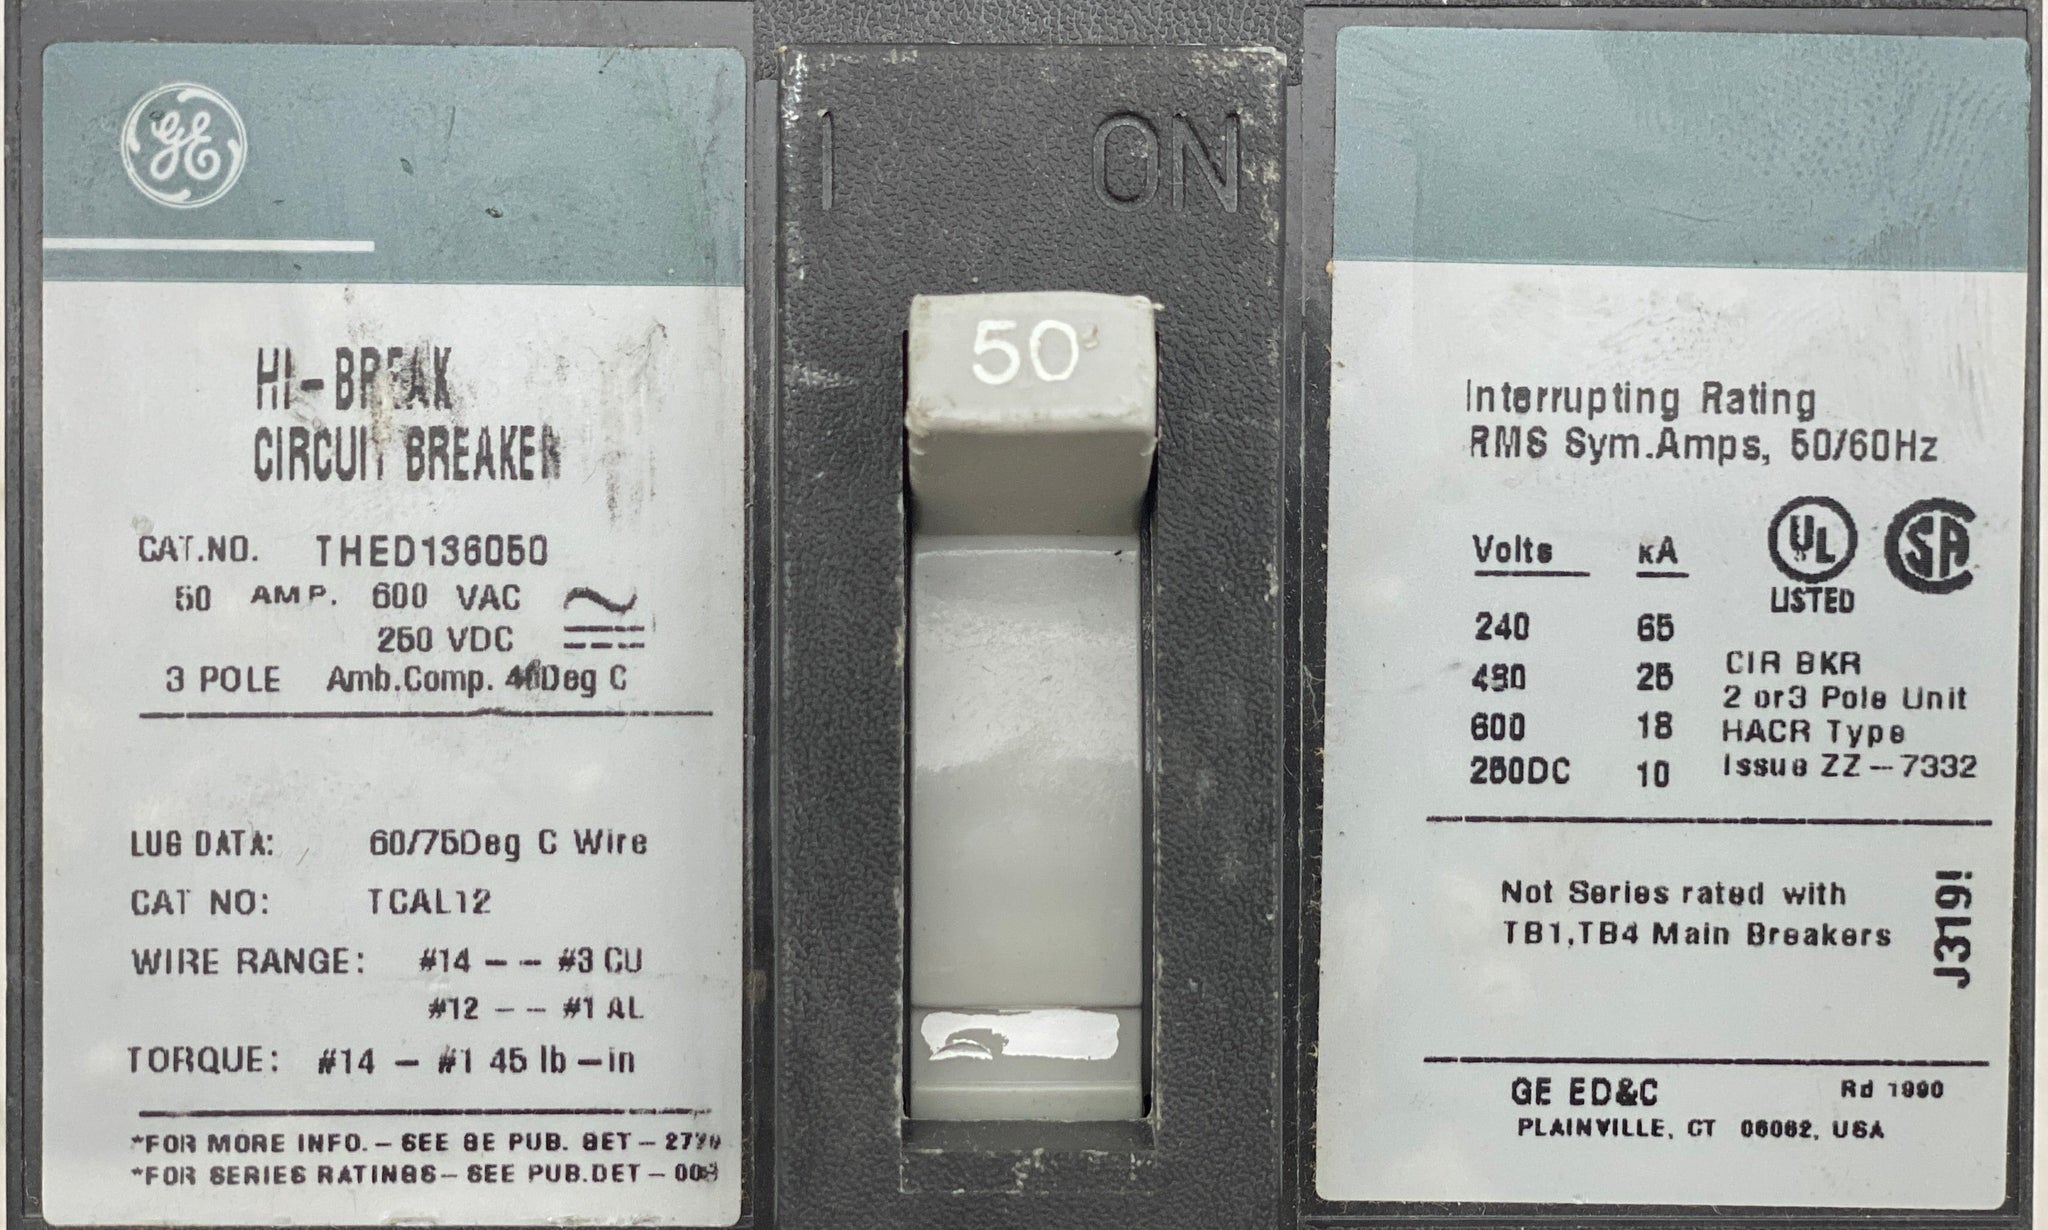 GE
HI-BREAK
CIRCUIT BREAKER
CAT.NO. THED136050
50 AMP. 600 VAC
250 VDC
3 POLE Amb.Comp. 40Deg C
LUG DATA: 60/75Deg C Wire
CAT NO: TCAL12
WIRE RANGE: #14 -- #3 CU
#12 -- #1 AL
TORQUE: #14 - #1 45 lb-in
*FOR MORE INFO.- SEE GE PUB. GET-
*FOR SERIES RATINGS- SEE PUB.DET-
I ON
50
Interrupting Rating
RMS Sym.Amps, 50/60Hz
Volts kA
240 65
480 25
600 18
250DC 10
UL
LISTED
SA
CIR BKR
2 or3 Pole Unit
HACR Type
Issue ZZ-7332
Not Series rated with
TB1,TB4 Main Breakers
GE ED&C Rd 1990
PLAINVILLE, CT 06062, USA